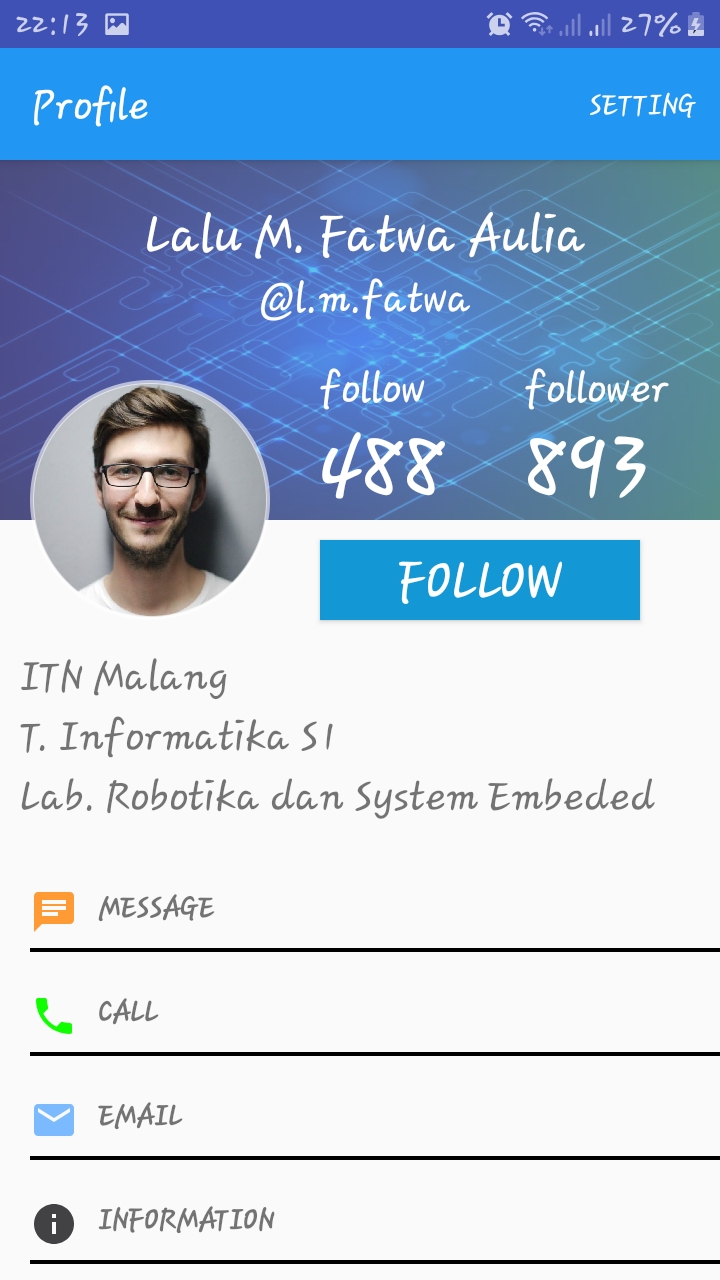 22:13 27%
Profile SETTING
Lalu M. Fatwa Aulia
@l.m.fatwa
follow follower
488 893
FOLLOW
ITN Malang
T. Informatika S1
Lab. Robotika dan System Embeded
MESSAGE
CALL
EMAIL
INFORMATION